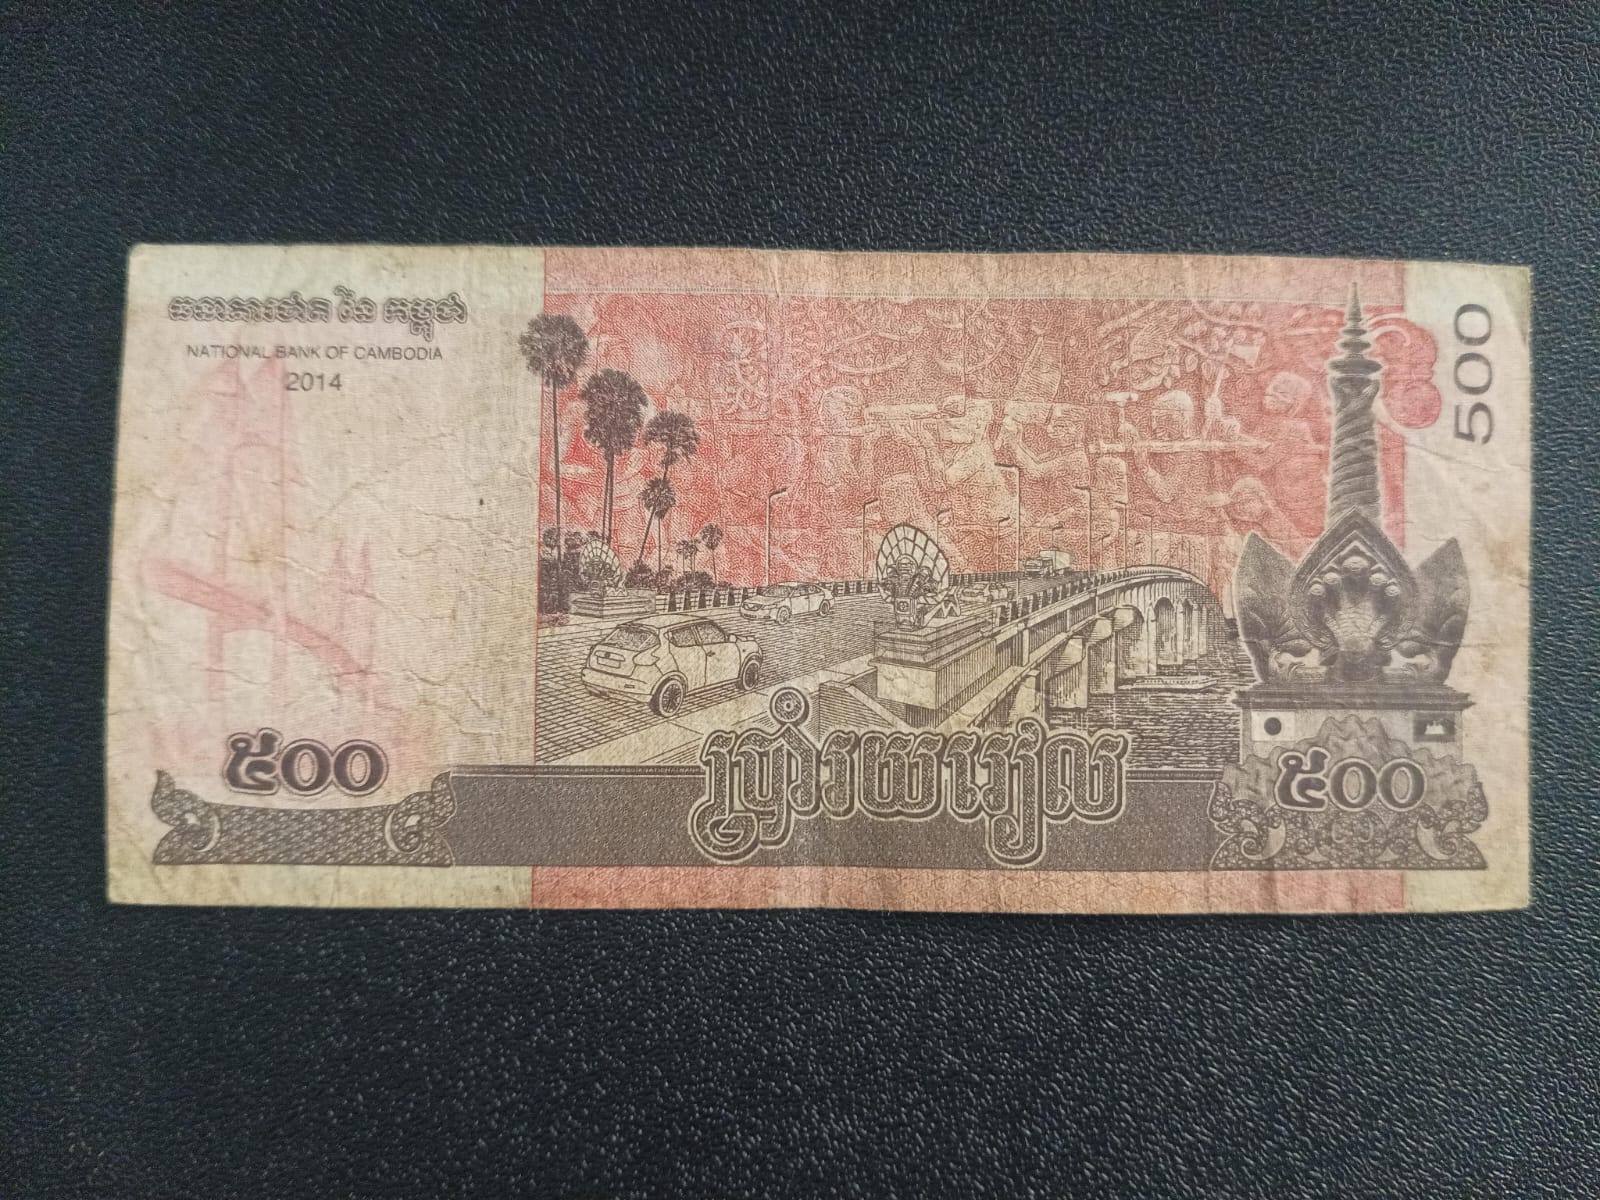 ធនាគារជាតិ នៃ កម្ពុជា
NATIONAL BANK OF CAMBODIA
2014
500
៥០០
ប្រាំរយរៀល
៥០០